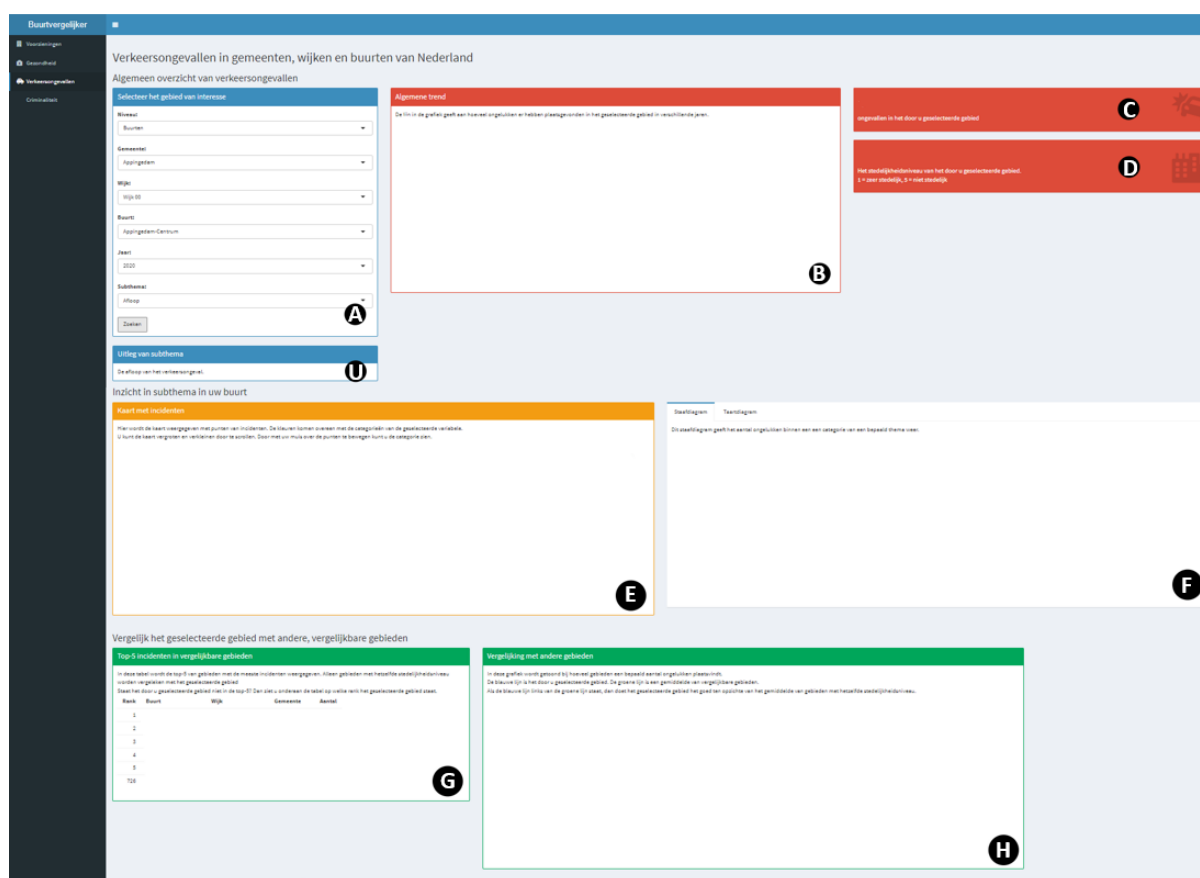 Buurtvergelijker
Voorzieningen
Gezondheid
Verkeersongevallen
Criminaliteit
Verkeersongevallen in gemeenten, wijken en buurten van Nederland
Algemeen overzicht van verkeersongevallen
Selecteer het gebied van interesse
Niveau:
Buurten
Gemeente:
Appingedam
Wijk:
Wijk 00
Buurt:
Appingedam-Centrum
Jaar:
2020
Subthema:
Afloop
Zoeken
A
Uitleg van subthema
De afloop van het verkeersongeval.
U
Algemene trend
De lijn in de grafiek geeft aan hoeveel ongelukken er hebben plaatsgevonden in het geselecteerde gebied in verschillende jaren.
B
ongevallen in het door u geselecteerde gebied
C
Het stedelijkheidsniveau van het door u geselecteerde gebied.
1 = zeer stedelijk, 5 = niet stedelijk
D
Inzicht in subthema in uw buurt
Kaart met incidenten
Hier wordt de kaart weergegeven met punten van incidenten. De kleuren komen overeen met de categorieën van de geselecteerde variabele.
U kunt de kaart vergroten en verkleinen door te scrollen. Door met uw muis over de punten te bewegen kunt u de categorie zien.
E
Staafdiagram Taartdiagram
Dit staafdiagram geeft het aantal ongelukken binnen een een categorie van een bepaald thema weer.
F
Vergelijk het geselecteerde gebied met andere, vergelijkbare gebieden
Top-5 incidenten in vergelijkbare gebieden
In deze tabel wordt de top-5 van gebieden met de meeste incidenten weergegeven. Alleen gebieden met hetzelfde stedelijkheidsniveau
worden vergeleken met het geselecteerde gebied
Staat het door u geselecteerde gebied niet in de top-5? Dan ziet u onderaan de tabel op welke rank het geselecteerde gebied staat.
Rank Buurt Wijk Gemeente Aantal
1
2
3
4
5
726
G
Vergelijking met andere gebieden
In deze grafiek wordt getoond bij hoeveel gebieden een bepaald aantal ongelukken plaatsvindt.
De blauwe lijn is het door u geselecteerde gebied. De groene lijn is een gemiddelde van vergelijkbare gebieden.
Als de blauwe lijn links van de groene lijn staat, dan doet het geselecteerde gebied het goed ten opzichte van het gemiddelde van gebieden met hetzelfde stedelijkheidsniveau.
H